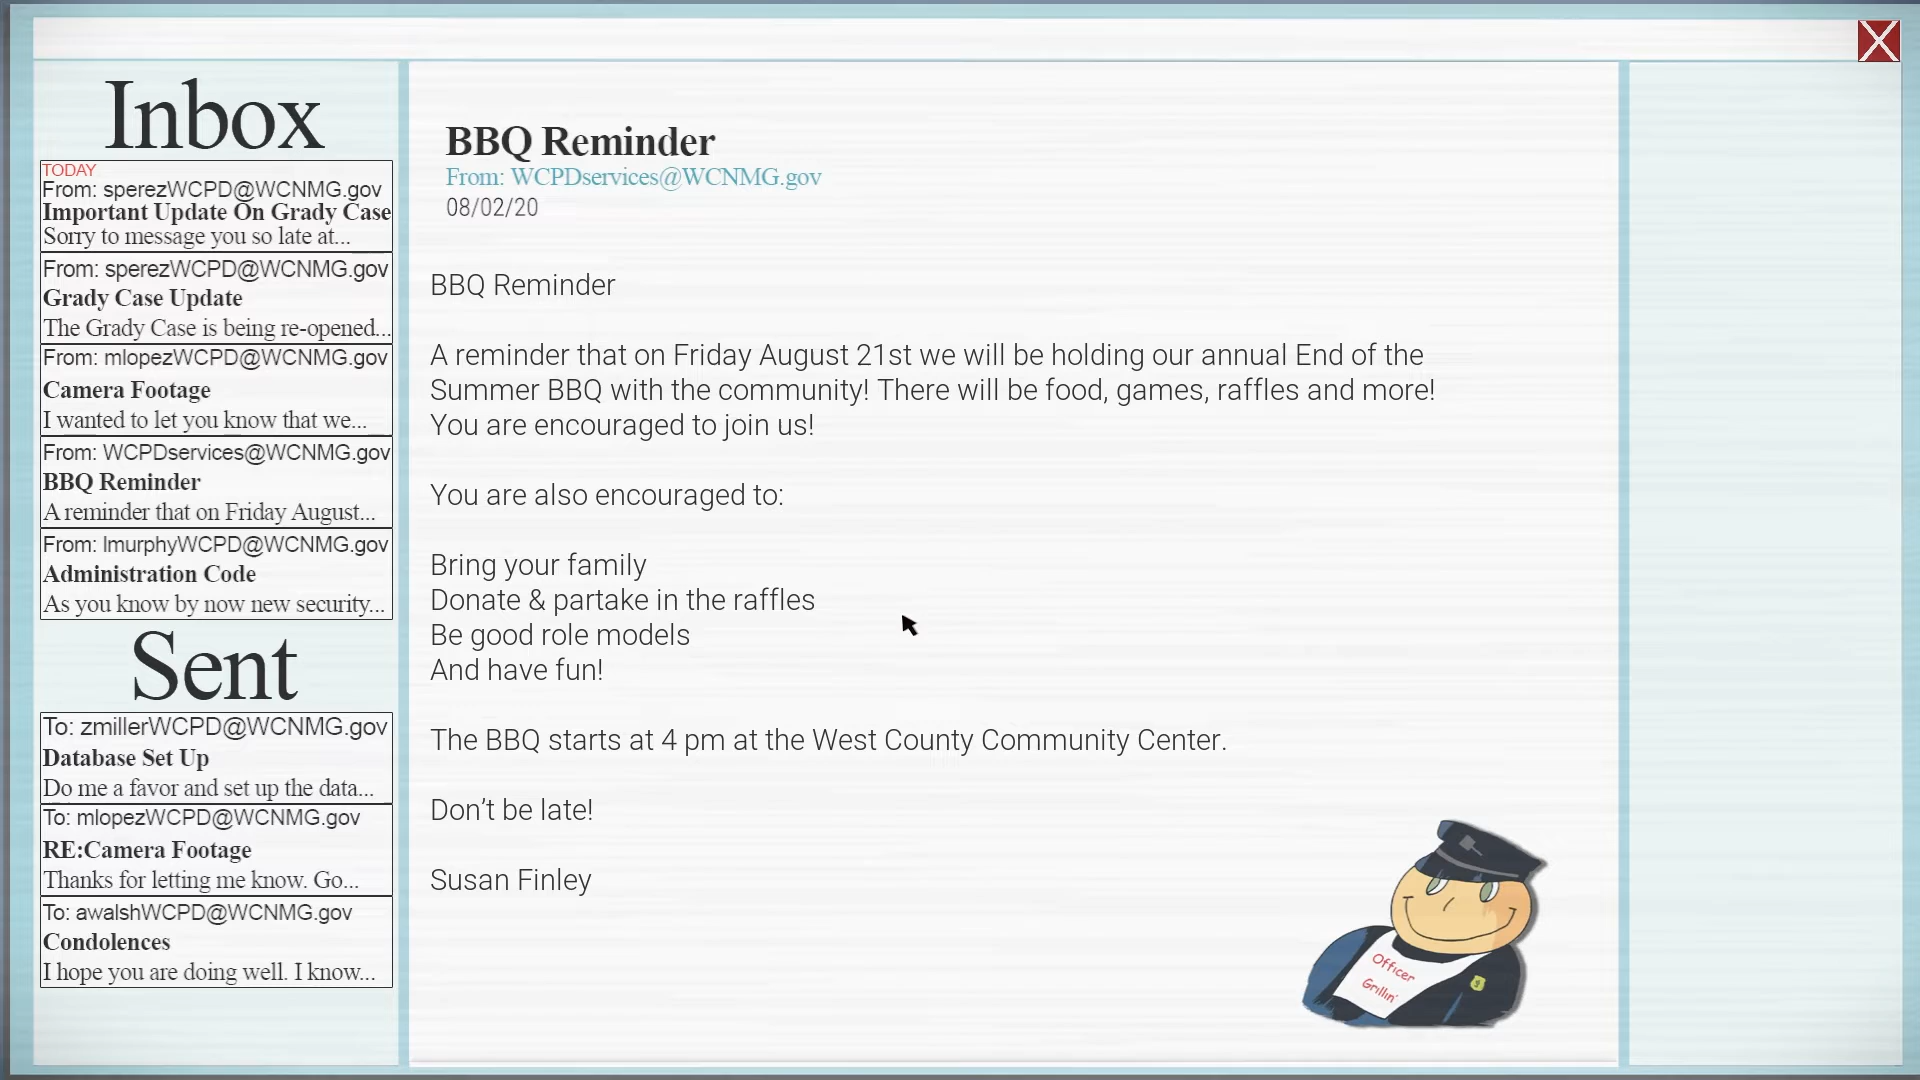 Inbox
TODAY
From: sperezWCPD@WCNMG.gov
Important Update On Grady Case
Sorry to message you so late at...
From: sperezWCPD@WCNMG.gov
Grady Case Update
The Grady Case is being re-opened...
From: mlopezWCPD@WCNMG.gov
Camera Footage
I wanted to let you know that we...
From: WCPDservices@WCNMG.gov
BBQ Reminder
A reminder that on Friday August...
From: lmurphyWCPD@WCNMG.gov
Administration Code
As you know by now new security...
Sent
To: zmillerWCPD@WCNMG.gov
Database Set Up
Do me a favor and set up the data...
To: mlopezWCPD@WCNMG.gov
RE:Camera Footage
Thanks for letting me know. Go...
To: awalshWCPD@WCNMG.gov
Condolences
I hope you are doing well. I know...
BBQ Reminder
From: WCPDservices@WCNMG.gov
08/02/20
BBQ Reminder
A reminder that on Friday August 21st we will be holding our annual End of the
Summer BBQ with the community! There will be food, games, raffles and more!
You are encouraged to join us!
You are also encouraged to:
Bring your family
Donate & partake in the raffles
Be good role models
And have fun!
The BBQ starts at 4 pm at the West County Community Center.
Don’t be late!
Susan Finley
Officer
Grillin'